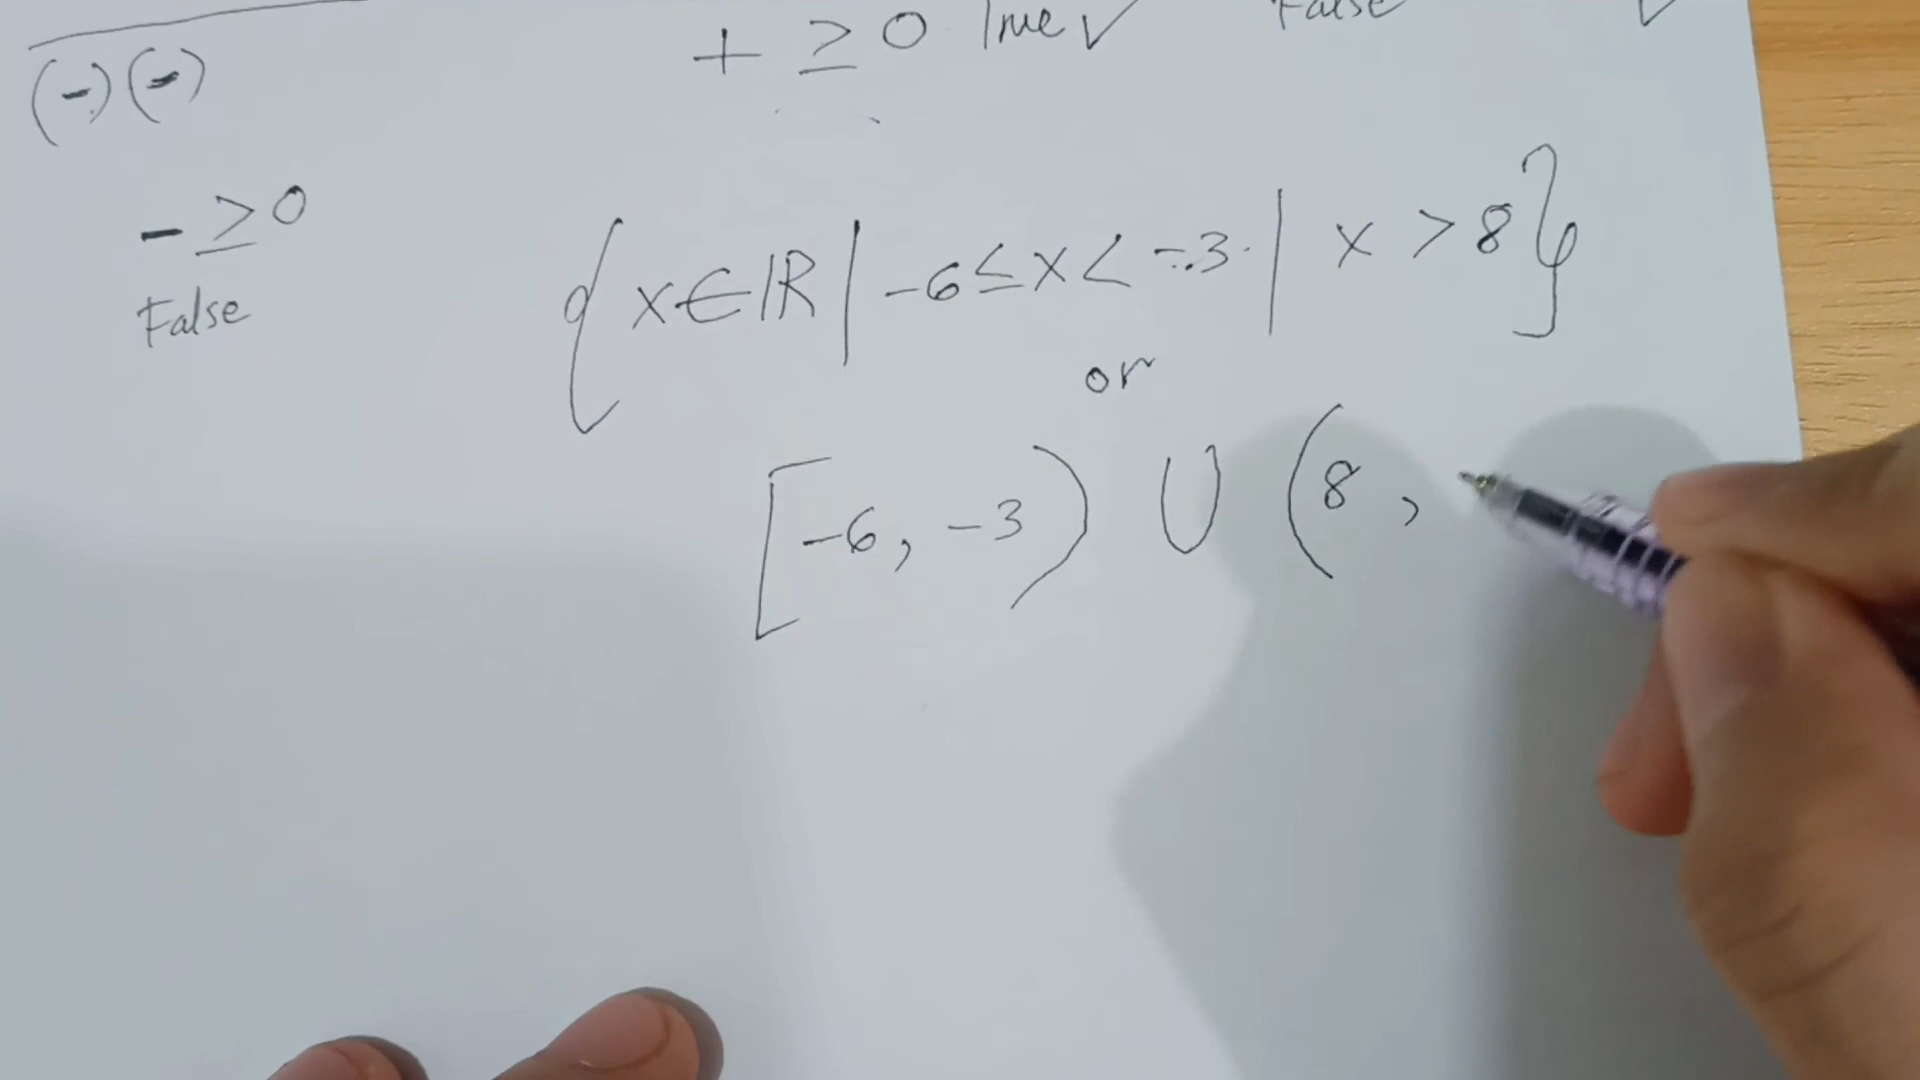 + ≥ 0 True ✓ False ✓
(-)(-)
- ≥ 0
False
{x∈ℝ | -6 ≤ x < -3 | x > 8}
or
[-6, -3) ∪ (8 ,